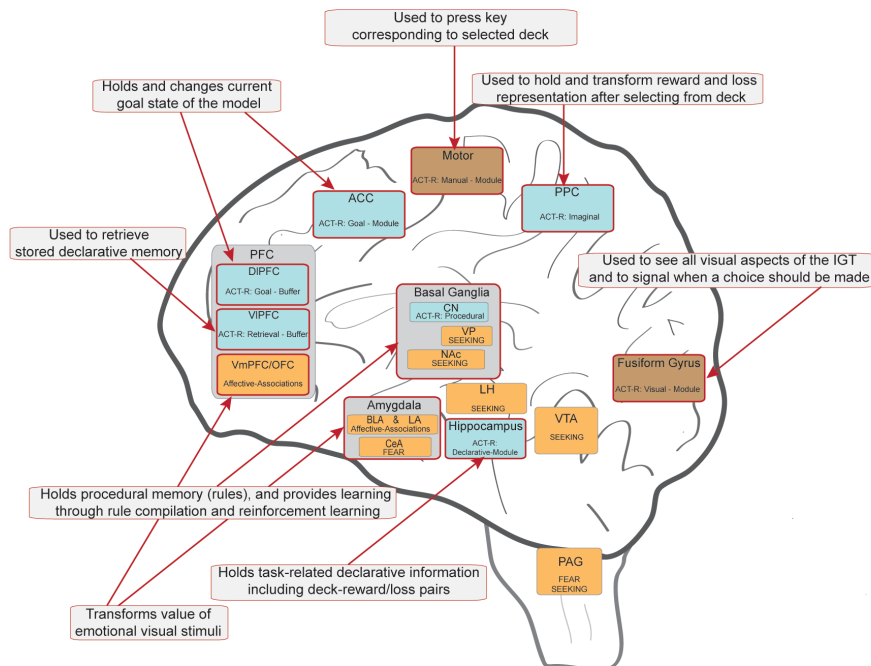 Used to press key
corresponding to selected deck
Holds and changes current
goal state of the model
Used to hold and transform reward and loss
representation after selecting from deck
Motor
ACT-R: Manual - Module
ACC
ACT-R: Goal - Module
PPC
ACT-R: Imaginal
Used to retrieve
stored declarative memory
PFC
DlPFC
ACT-R: Goal - Buffer
VlPFC
ACT-R: Retrieval - Buffer
VmPFC/OFC
Affective-Associations
Used to see all visual aspects of the IGT
and to signal when a choice should be made
Basal Ganglia
CN
ACT-R: Procedural
VP
SEEKING
NAc
SEEKING
Fusiform Gyrus
ACT-R: Visual - Module
LH
SEEKING
Amygdala
BLA & LA
Affective-Associations
CeA
FEAR
Hippocampus
ACT-R:
Declarative-Module
VTA
SEEKING
Holds procedural memory (rules), and provides learning
through rule compilation and reinforcement learning
Holds task-related declarative information
including deck-reward/loss pairs
PAG
FEAR
SEEKING
Transforms value of
emotional visual stimuli